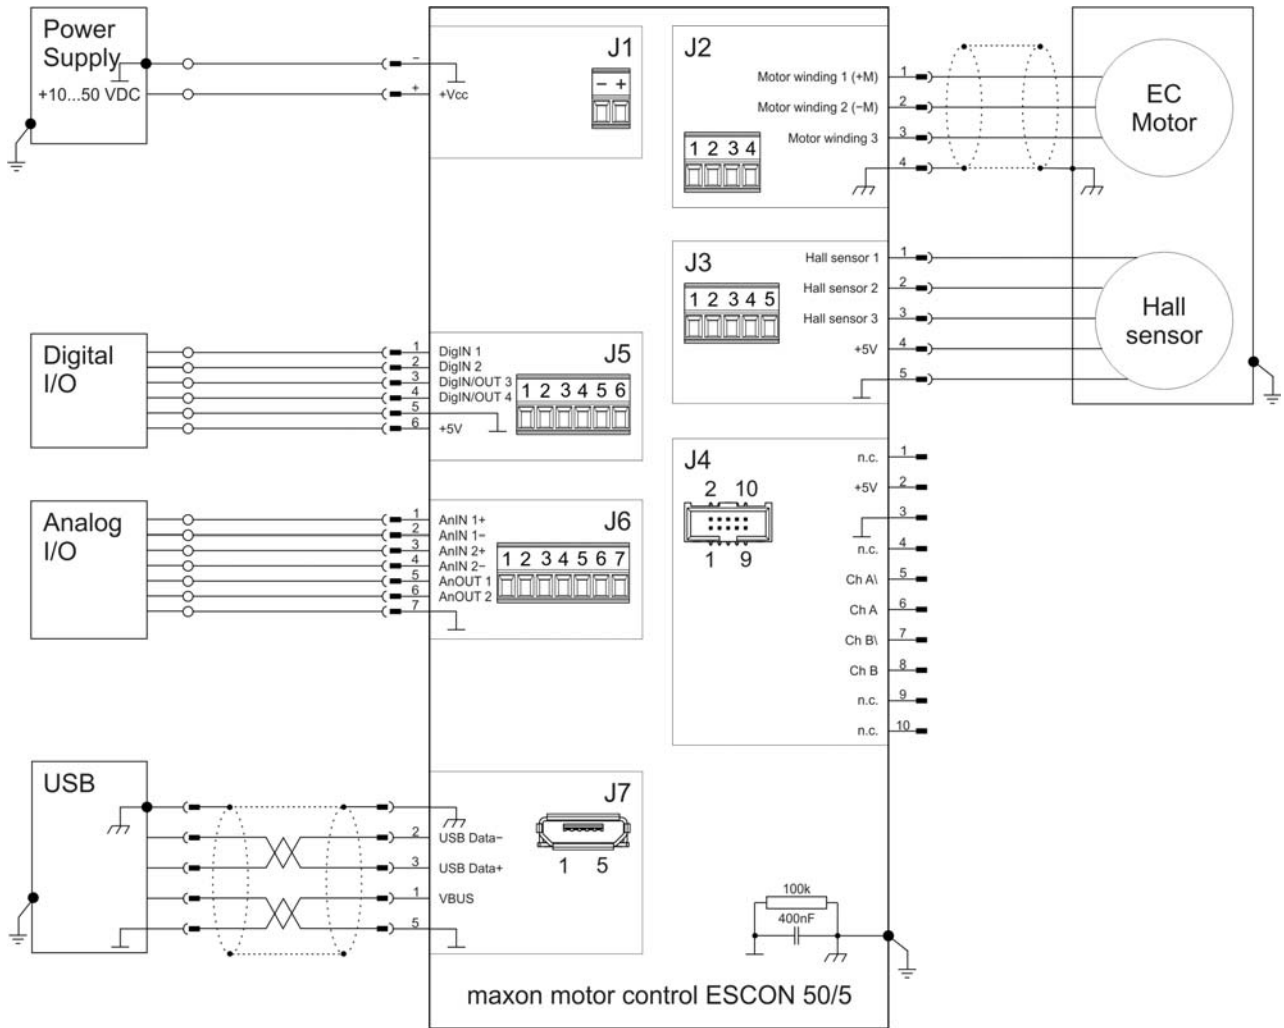 Power
Supply
+10...50 VDC
−
+
+Vcc
J1
− +
J2
Motor winding 1 (+M)
1
Motor winding 2 (−M)
2
Motor winding 3
3
4
1 2 3 4
EC
Motor
J3
Hall sensor 1
1
Hall sensor 2
2
Hall sensor 3
3
+5V
4
5
1 2 3 4 5
Hall
sensor
Digital
I/O
1
DigIN 1
2
DigIN 2
3
DigIN/OUT 3
4
DigIN/OUT 4
5
6
+5V
J5
1 2 3 4 5 6
J4
2 10
1 9
n.c.
1
+5V
2
3
n.c.
4
Ch A\
5
Ch A
6
Ch B\
7
Ch B
8
n.c.
9
n.c.
10
Analog
I/O
1
AnIN 1+
2
AnIN 1−
3
AnIN 2+
4
AnIN 2−
5
AnOUT 1
6
AnOUT 2
7
J6
1 2 3 4 5 6 7
USB
2
USB Data−
3
USB Data+
1
VBUS
5
J7
1 5
100k
400nF
maxon motor control ESCON 50/5